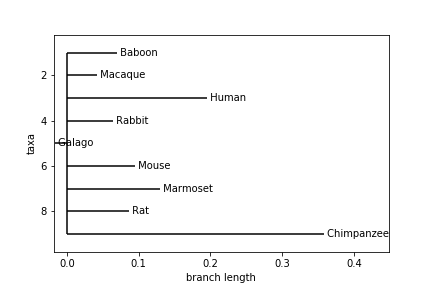 Baboon
2
Macaque
Human
4
Rabbit
Galago
taxa
6
Mouse
Marmoset
8
Rat
Chimpanzee
0.0 0.1 0.2 0.3 0.4
branch length